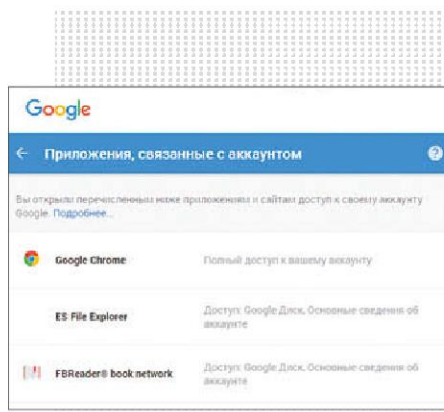 Google
← Приложения, связанные с аккаунтом ?
Вы открыли перечисленным ниже приложениям и сайтам доступ к своему аккаунту
Google. Подробнее...
Google Chrome
Полный доступ к вашему аккаунту
ES File Explorer
Доступ: Google Диск, Основные сведения об
аккаунте
FBReader® book network
Доступ: Google Диск, Основные сведения об
аккаунте